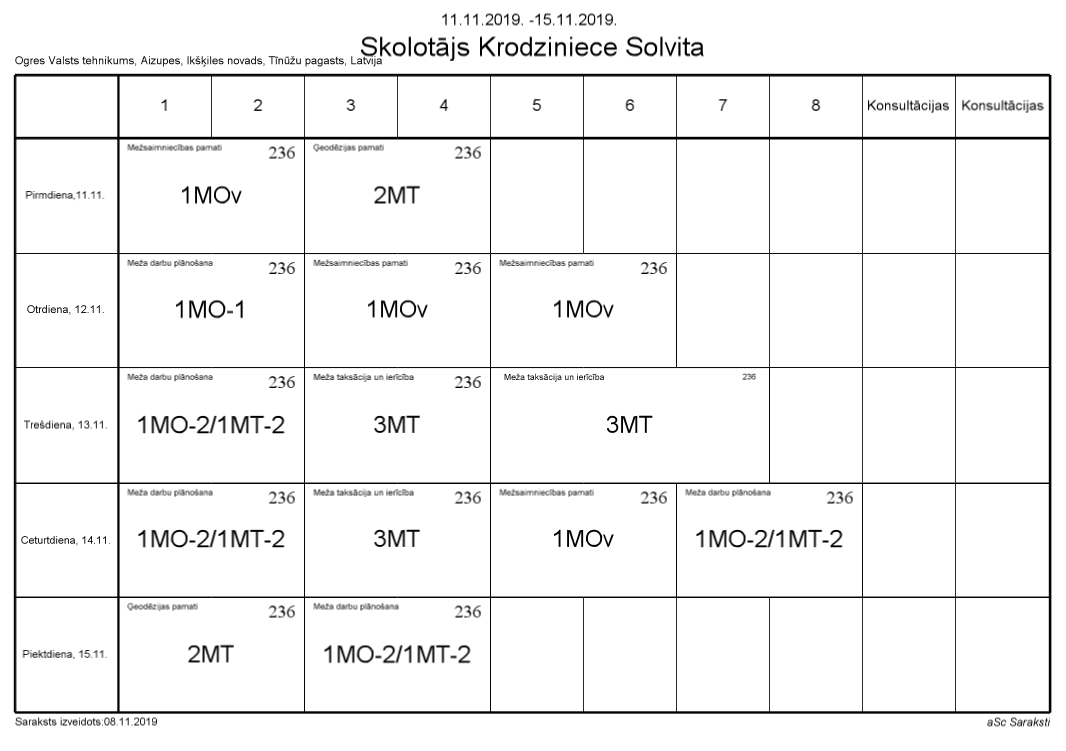 11.11.2019. -15.11.2019.
Skolotājs Krodziniece Solvita
Ogres Valsts tehnikums, Aizupes, Ikšķiles novads, Tīnūžu pagasts, Latvija
1 2 3 4 5 6 7 8 Konsultācijas Konsultācijas
Mežsaimniecības pamati 236 Ģeodēzijas pamati 236
Pirmdiena,11.11. 1MOv 2MT
Meža darbu plānošana 236 Mežsaimniecības pamati 236 Mežsaimniecības pamati 236
Otrdiena, 12.11. 1MO-1 1MOv 1MOv
Meža darbu plānošana 236 Meža taksācija un ierīcība 236 Meža taksācija un ierīcība 236
Trešdiena, 13.11. 1MO-2/1MT-2 3MT 3MT
Meža darbu plānošana 236 Meža taksācija un ierīcība 236 Mežsaimniecības pamati 236 Meža darbu plānošana 236
Ceturtdiena, 14.11. 1MO-2/1MT-2 3MT 1MOv 1MO-2/1MT-2
Ģeodēzijas pamati 236 Meža darbu plānošana 236
Piektdiena, 15.11. 2MT 1MO-2/1MT-2
Saraksts izveidots:08.11.2019 aSc Saraksti